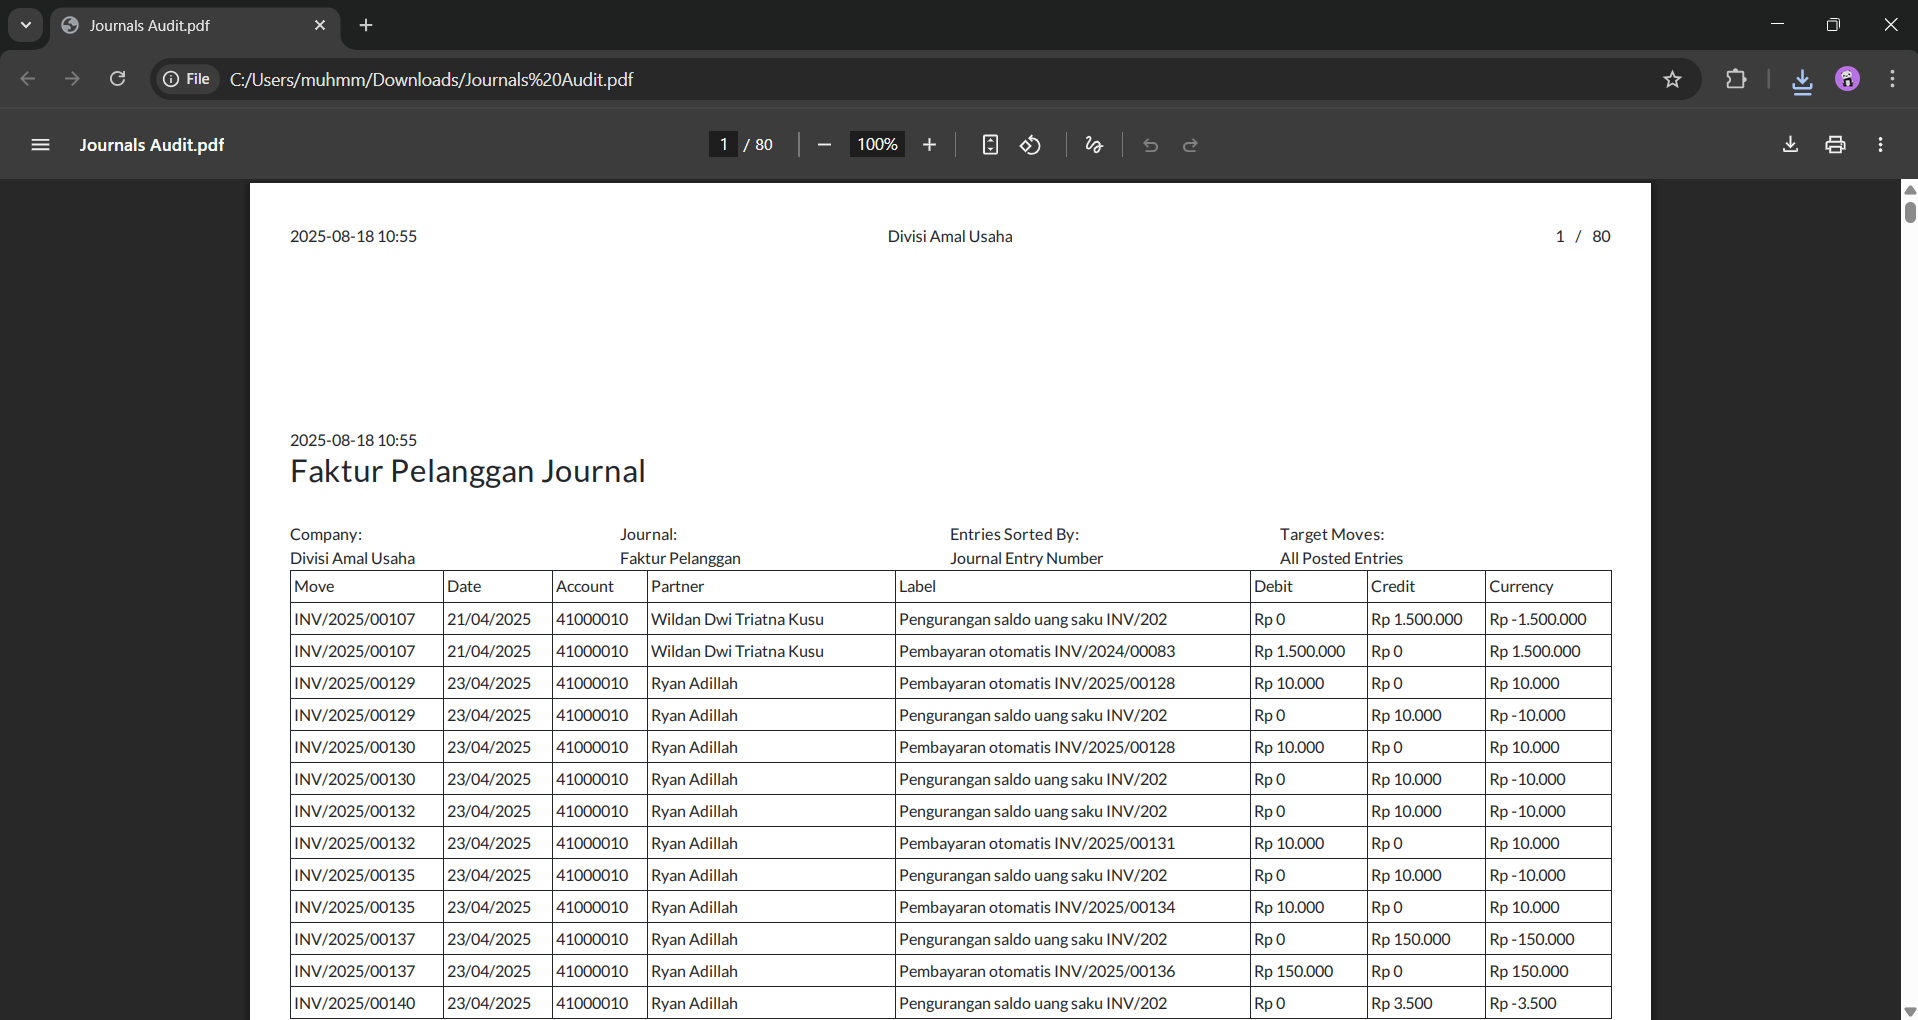 Journals Audit.pdf
File C:/Users/muhmm/Downloads/Journals%20Audit.pdf
Journals Audit.pdf 1 / 80 100%
2025-08-18 10:55 Divisi Amal Usaha 1 / 80
2025-08-18 10:55
Faktur Pelanggan Journal
Company: Journal: Entries Sorted By: Target Moves:
Divisi Amal Usaha Faktur Pelanggan Journal Entry Number All Posted Entries
Move Date Account Partner Label Debit Credit Currency
INV/2025/00107 21/04/2025 41000010 Wildan Dwi Triatna Kusu Pengurangan saldo uang saku INV/202 Rp 0 Rp 1.500.000 Rp -1.500.000
INV/2025/00107 21/04/2025 41000010 Wildan Dwi Triatna Kusu Pembayaran otomatis INV/2024/00083 Rp 1.500.000 Rp 0 Rp 1.500.000
INV/2025/00129 23/04/2025 41000010 Ryan Adillah Pembayaran otomatis INV/2025/00128 Rp 10.000 Rp 0 Rp 10.000
INV/2025/00129 23/04/2025 41000010 Ryan Adillah Pengurangan saldo uang saku INV/202 Rp 0 Rp 10.000 Rp -10.000
INV/2025/00130 23/04/2025 41000010 Ryan Adillah Pembayaran otomatis INV/2025/00128 Rp 10.000 Rp 0 Rp 10.000
INV/2025/00130 23/04/2025 41000010 Ryan Adillah Pengurangan saldo uang saku INV/202 Rp 0 Rp 10.000 Rp -10.000
INV/2025/00132 23/04/2025 41000010 Ryan Adillah Pengurangan saldo uang saku INV/202 Rp 0 Rp 10.000 Rp -10.000
INV/2025/00132 23/04/2025 41000010 Ryan Adillah Pembayaran otomatis INV/2025/00131 Rp 10.000 Rp 0 Rp 10.000
INV/2025/00135 23/04/2025 41000010 Ryan Adillah Pengurangan saldo uang saku INV/202 Rp 0 Rp 10.000 Rp -10.000
INV/2025/00135 23/04/2025 41000010 Ryan Adillah Pembayaran otomatis INV/2025/00134 Rp 10.000 Rp 0 Rp 10.000
INV/2025/00137 23/04/2025 41000010 Ryan Adillah Pengurangan saldo uang saku INV/202 Rp 0 Rp 150.000 Rp -150.000
INV/2025/00137 23/04/2025 41000010 Ryan Adillah Pembayaran otomatis INV/2025/00136 Rp 150.000 Rp 0 Rp 150.000
INV/2025/00140 23/04/2025 41000010 Ryan Adillah Pengurangan saldo uang saku INV/202 Rp 0 Rp 3.500 Rp -3.500